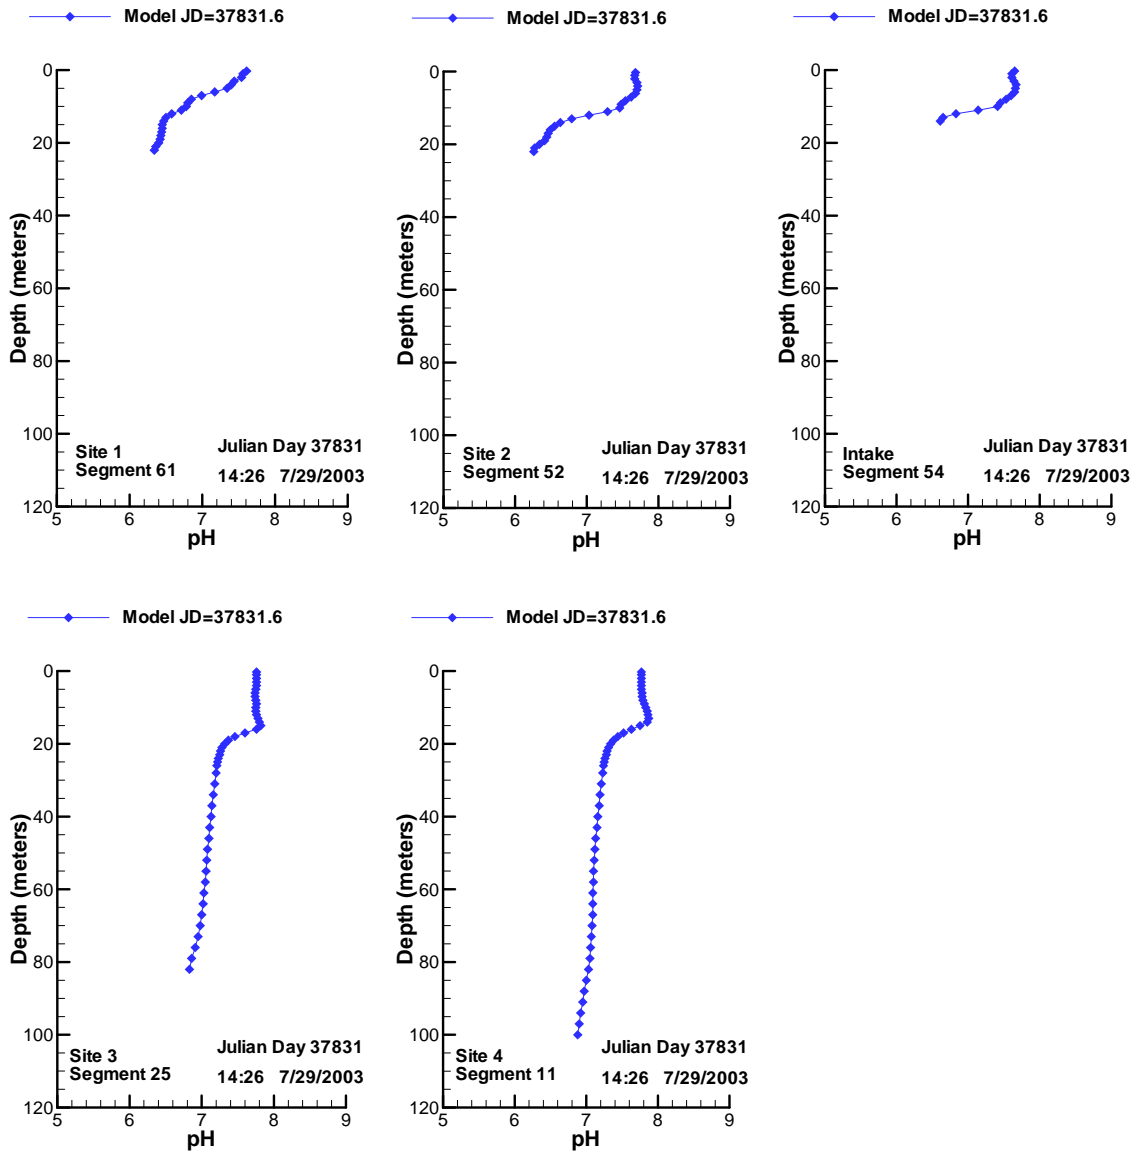 Model JD=37831.6
0
20
40
60
80
100
120
Depth (meters)
Site 1
Segment 61
Julian Day 37831
14:26 7/29/2003
5 6 7 8 9
pH
Model JD=37831.6
0
20
40
60
80
100
120
Depth (meters)
Site 2
Segment 52
Julian Day 37831
14:26 7/29/2003
5 6 7 8 9
pH
Model JD=37831.6
0
20
40
60
80
100
120
Depth (meters)
Intake
Segment 54
Julian Day 37831
14:26 7/29/2003
5 6 7 8 9
pH
Model JD=37831.6
0
20
40
60
80
100
120
Depth (meters)
Site 3
Segment 25
Julian Day 37831
14:26 7/29/2003
5 6 7 8 9
pH
Model JD=37831.6
0
20
40
60
80
100
120
Depth (meters)
Site 4
Segment 11
Julian Day 37831
14:26 7/29/2003
5 6 7 8 9
pH